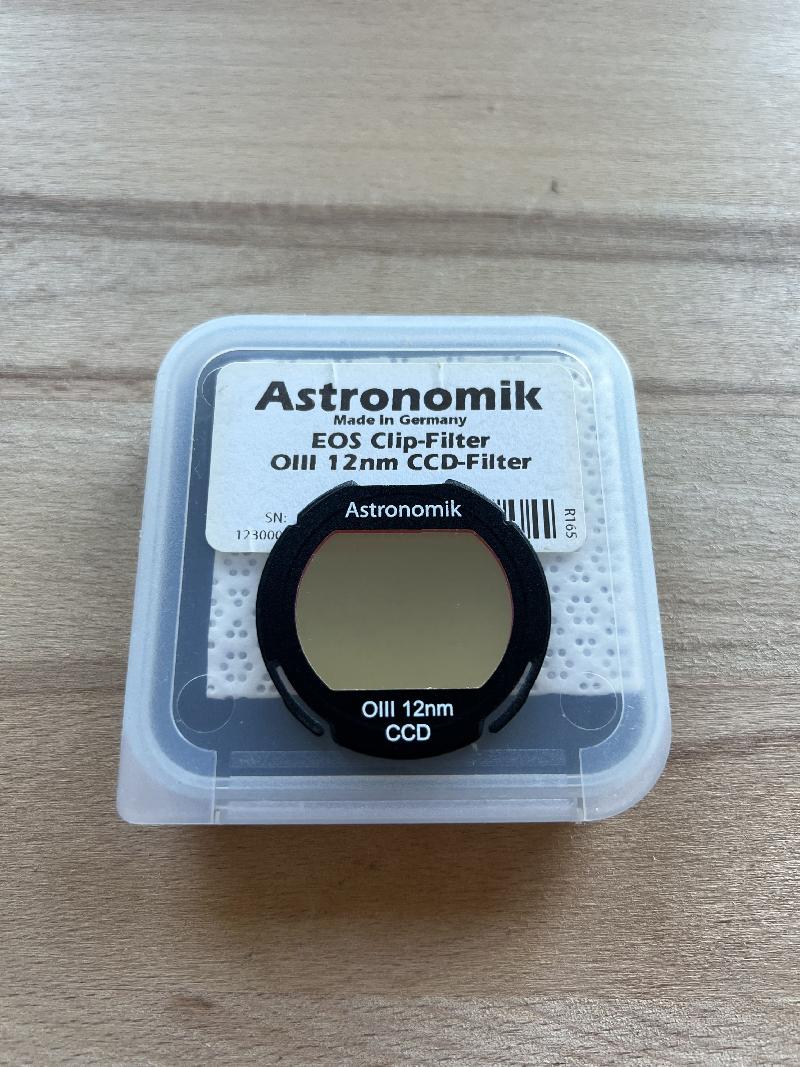 Astronomik
Made in Germany
EOS Clip-Filter
OIII 12nm CCD-Filter
SN:
R165
Astronomik
OIII 12nm
CCD